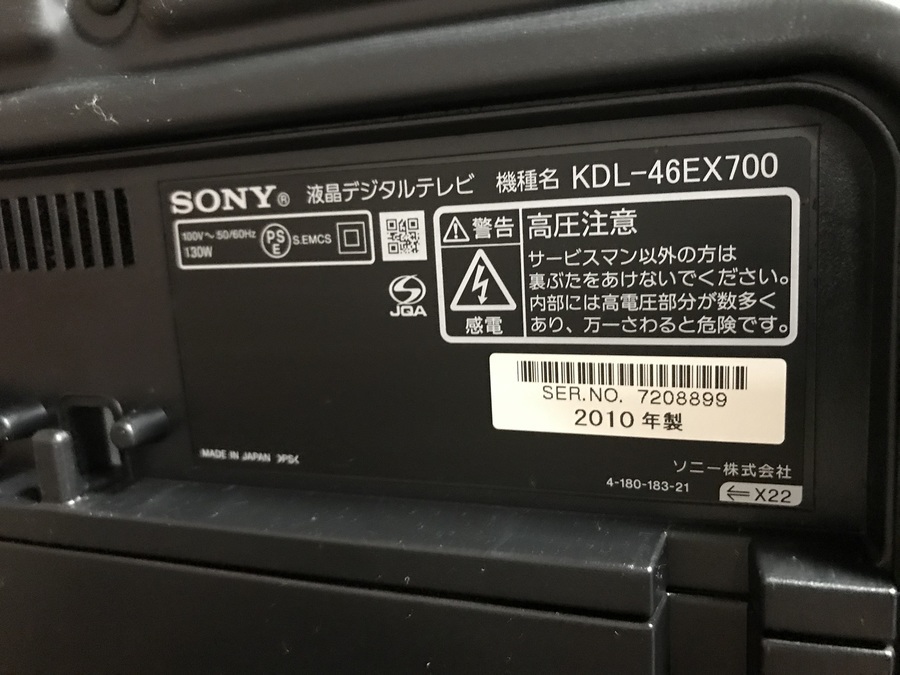 SONY® 液晶デジタルテレビ 機種名 KDL-46EX700
100V～50/60Hz
130W
PS
E
S.EMCS
JQA
警告
感電
高圧注意
サービスマン以外の方は
裏ぶたをあけないでください。
内部には高電圧部分が数多く
あり、万一さわると危険です。
SER.NO. 7208899
2010 年製
MADE IN JAPAN >PS<
ソニー株式会社
4-180-183-21
⇐ X22